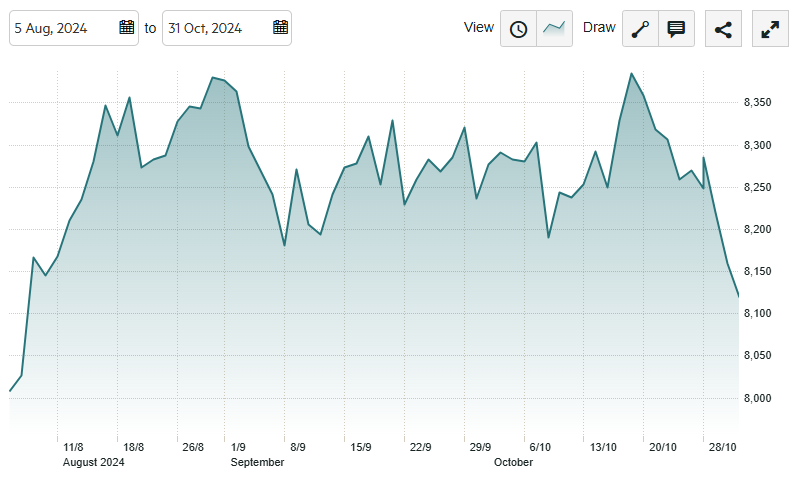 5 Aug, 2024 to 31 Oct, 2024 View Draw
8,350
8,300
8,250
8,200
8,150
8,100
8,050
8,000
11/8 18/8 26/8 1/9 8/9 15/9 22/9 29/9 6/10 13/10 20/10 28/10
August 2024 September October